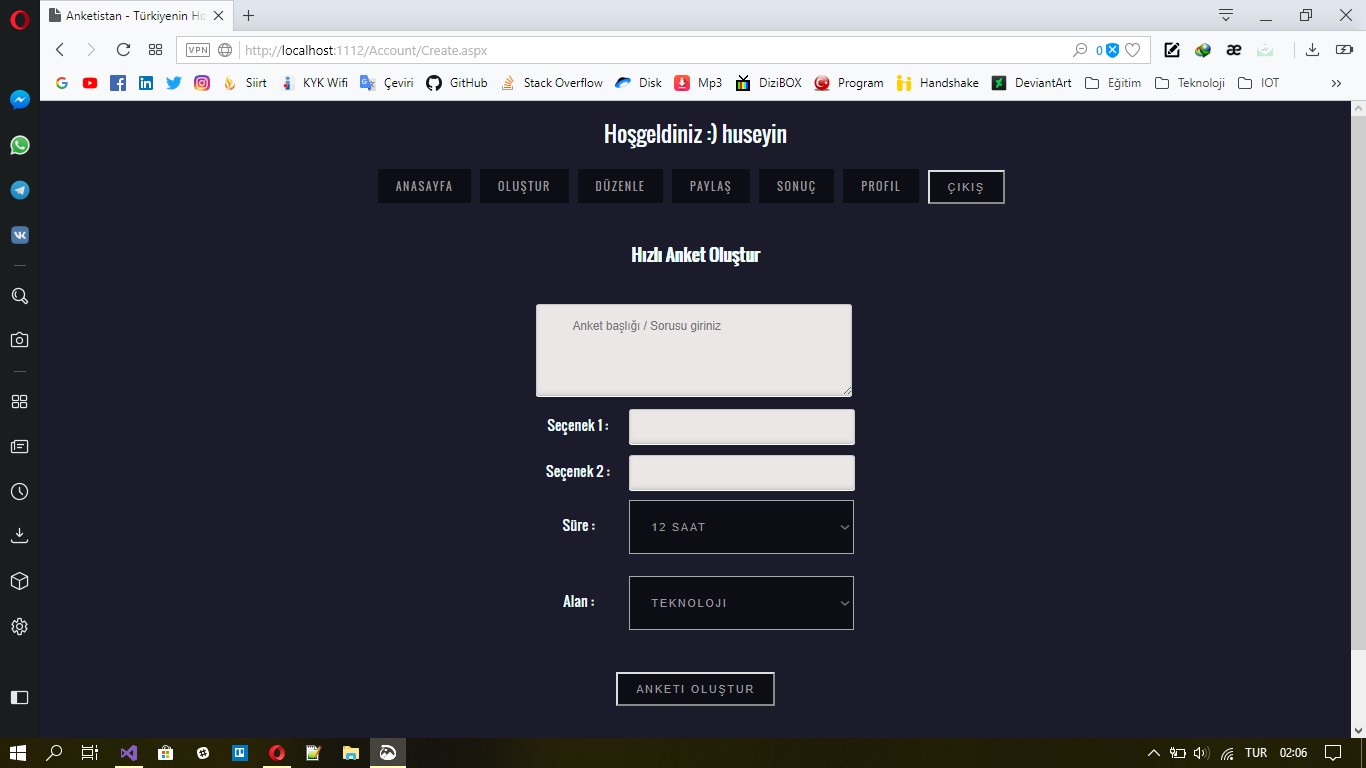 Anketistan - Türkiyenin Hı
VPN http://localhost:1112/Account/Create.aspx 0
Siirt KYK Wifi Çeviri GitHub Stack Overflow Disk Mp3 DiziBOX Program Handshake DeviantArt Eğitim Teknoloji IOT
Hoşgeldiniz :) huseyin
ANASAYFA OLUŞTUR DÜZENLE PAYLAŞ SONUÇ PROFIL ÇIKIŞ
Hızlı Anket Oluştur
Anket başlığı / Sorusu giriniz
Seçenek 1 :
Seçenek 2 :
Süre : 12 SAAT
Alan : TEKNOLOJI
ANKETI OLUŞTUR
TUR 02:06